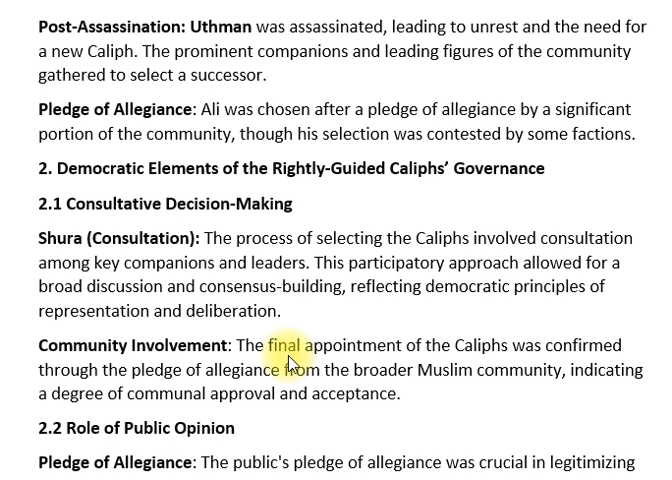 Post-Assassination: Uthman was assassinated, leading to unrest and the need for
a new Caliph. The prominent companions and leading figures of the community
gathered to select a successor.
Pledge of Allegiance: Ali was chosen after a pledge of allegiance by a significant
portion of the community, though his selection was contested by some factions.
2. Democratic Elements of the Rightly-Guided Caliphs’ Governance
2.1 Consultative Decision-Making
Shura (Consultation): The process of selecting the Caliphs involved consultation
among key companions and leaders. This participatory approach allowed for a
broad discussion and consensus-building, reflecting democratic principles of
representation and deliberation.
Community Involvement: The final appointment of the Caliphs was confirmed
through the pledge of allegiance from the broader Muslim community, indicating
a degree of communal approval and acceptance.
2.2 Role of Public Opinion
Pledge of Allegiance: The public's pledge of allegiance was crucial in legitimizing